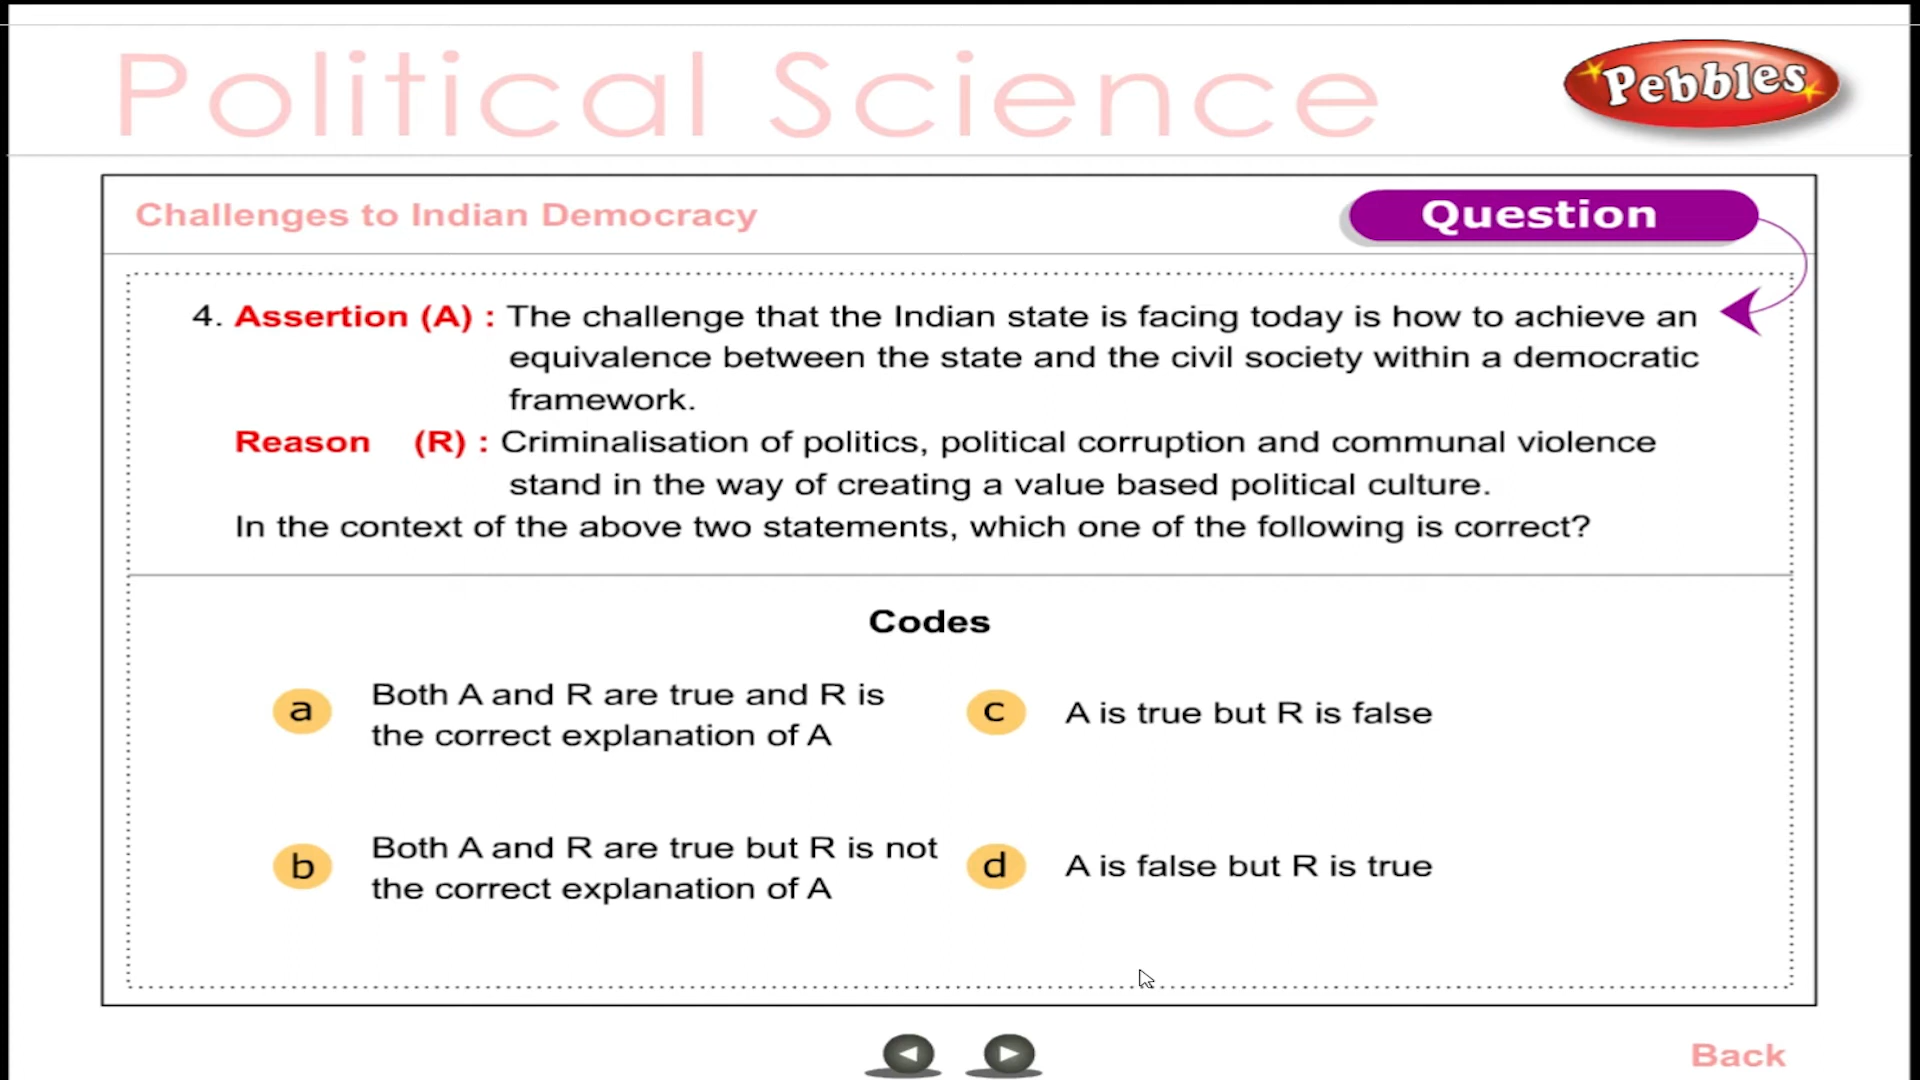 Political Science
Pebbles
Challenges to Indian Democracy
Question
4. Assertion (A) : The challenge that the Indian state is facing today is how to achieve an
equivalence between the state and the civil society within a democratic
framework.
Reason (R) : Criminalisation of politics, political corruption and communal violence
stand in the way of creating a value based political culture.
In the context of the above two statements, which one of the following is correct?
Codes
a Both A and R are true and R is
the correct explanation of A
c A is true but R is false
b Both A and R are true but R is not
the correct explanation of A
d A is false but R is true
Back